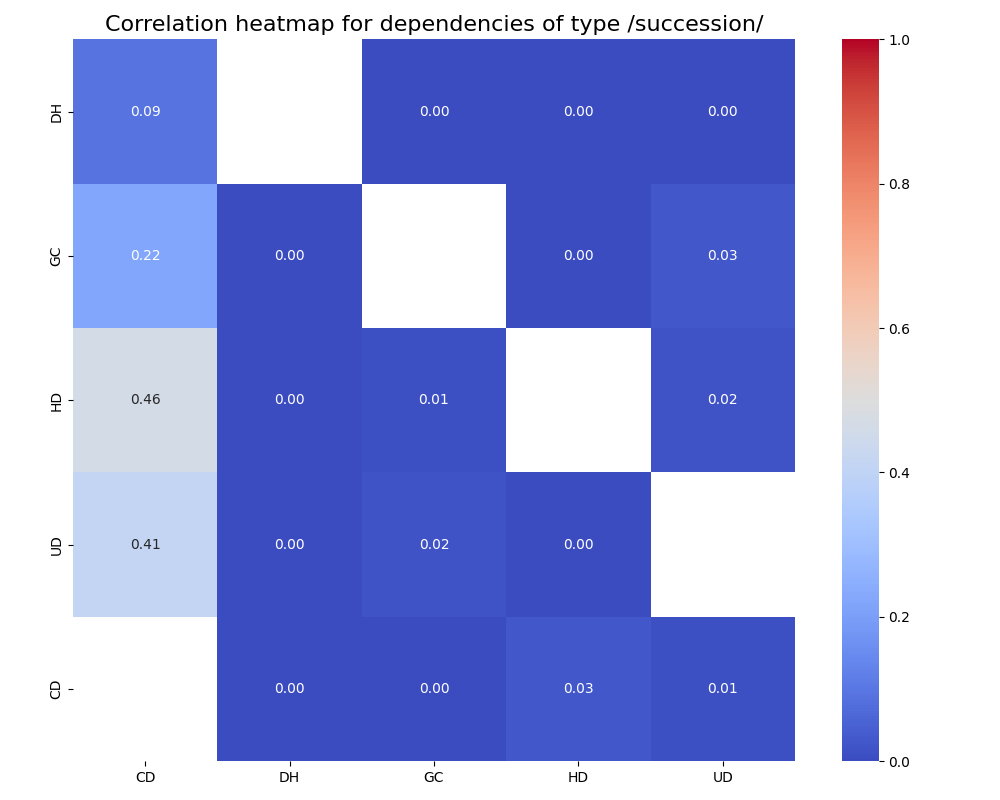 Correlation heatmap for dependencies of type /succession/
DH 0.09 0.00 0.00 0.00
GC 0.22 0.00 0.00 0.03
HD 0.46 0.00 0.01 0.02
UD 0.41 0.00 0.02 0.00
CD 0.00 0.00 0.03 0.01
CD DH GC HD UD
1.0
0.8
0.6
0.4
0.2
0.0